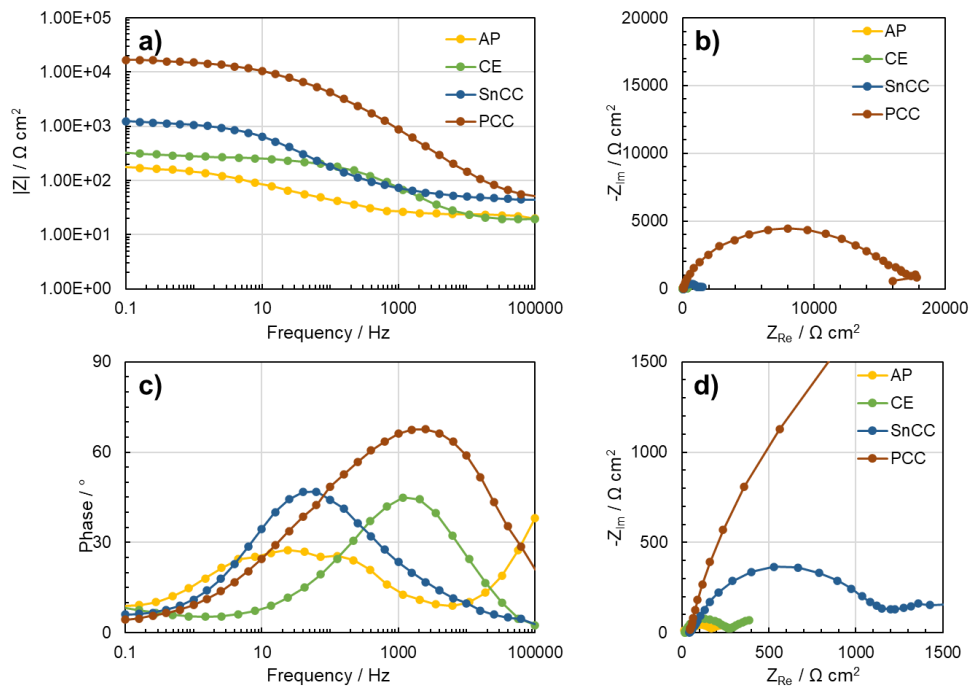 a)
1.00E+05
1.00E+04
1.00E+03
1.00E+02
1.00E+01
1.00E+00
|Z| / Ω cm²
0.1
10
1000
100000
Frequency / Hz
AP
CE
SnCC
PCC
b)
20000
15000
10000
5000
0
-Z_Im / Ω cm²
0
10000
20000
Z_Re / Ω cm²
AP
CE
SnCC
PCC
c)
90
60
30
0
Phase / °
0.1
10
1000
100000
Frequency / Hz
d)
1500
1000
500
0
-Z_Im / Ω cm²
0
500
1000
1500
Z_Re / Ω cm²
AP
CE
SnCC
PCC